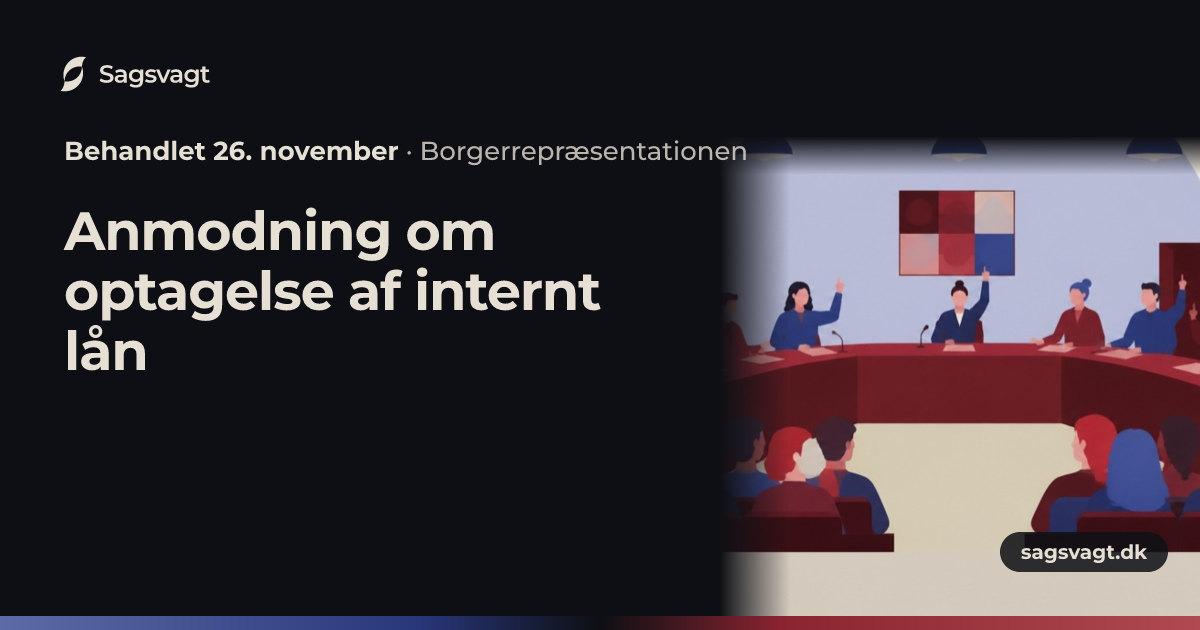 Sagsvagt
Behandlet 26. november · Borgerrepræsentationen
Anmodning om
optagelse af internt
lån
sagsvagt.dk